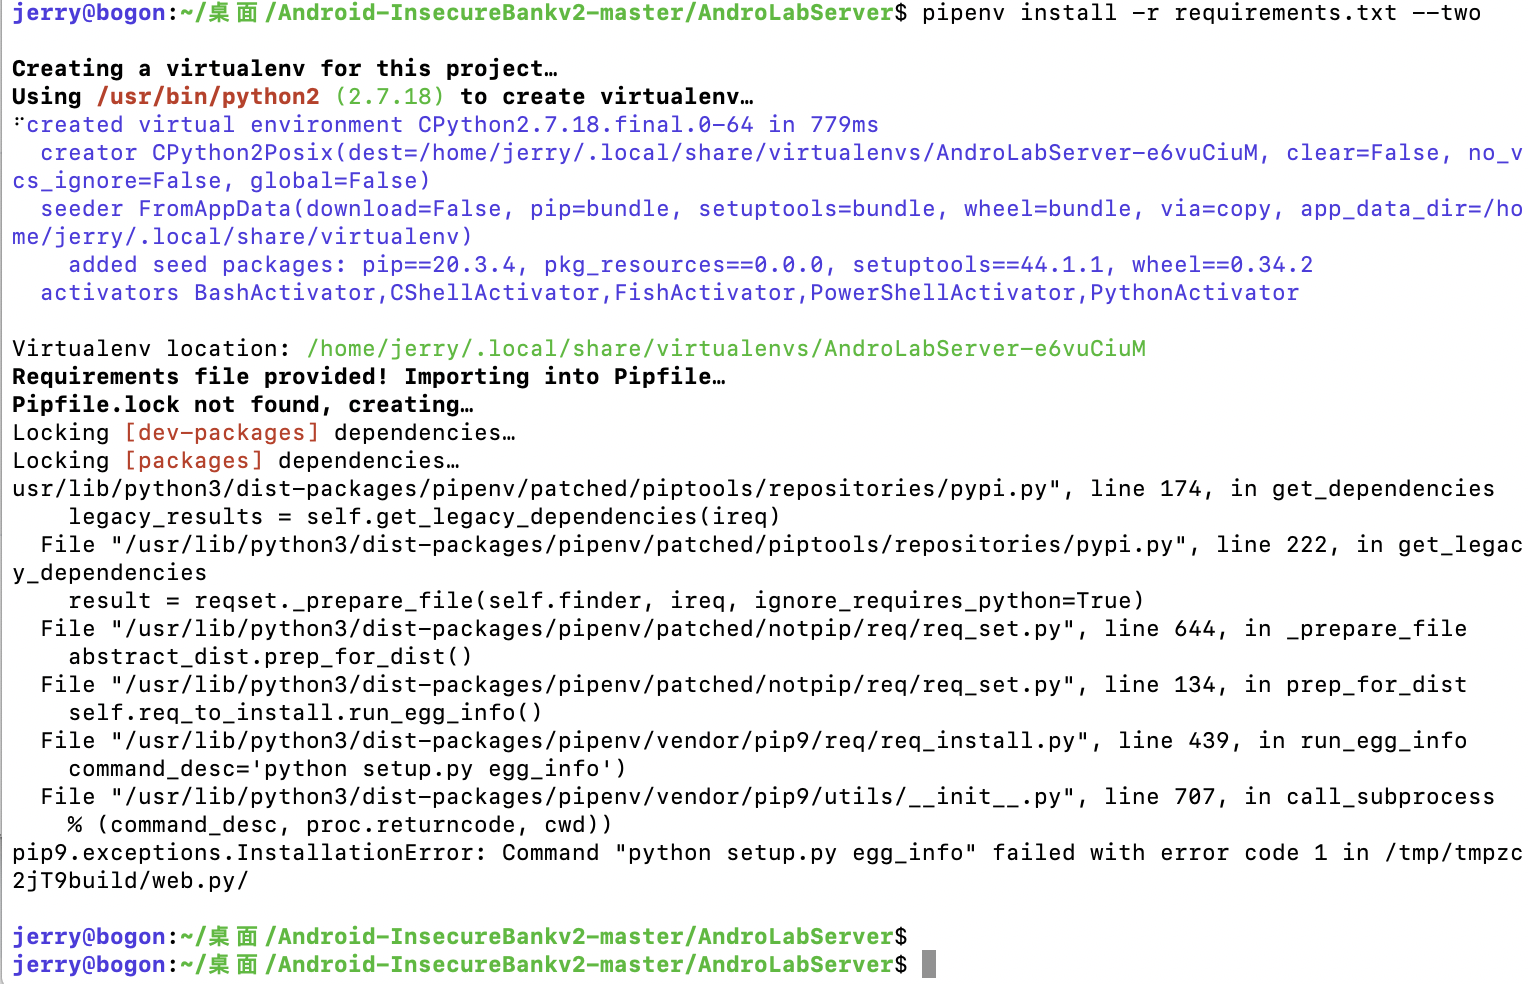 jerry@bogon:~/桌面/Android-InsecureBankv2-master/AndroLabServer$ pipenv install -r requirements.txt --two
Creating a virtualenv for this project…
Using /usr/bin/python2 (2.7.18) to create virtualenv…
⠋created virtual environment CPython2.7.18.final.0-64 in 779ms
  creator CPython2Posix(dest=/home/jerry/.local/share/virtualenvs/AndroLabServer-e6vuCiuM, clear=False, no_v
cs_ignore=False, global=False)
  seeder FromAppData(download=False, pip=bundle, setuptools=bundle, wheel=bundle, via=copy, app_data_dir=/ho
me/jerry/.local/share/virtualenv)
    added seed packages: pip==20.3.4, pkg_resources==0.0.0, setuptools==44.1.1, wheel==0.34.2
  activators BashActivator,CShellActivator,FishActivator,PowerShellActivator,PythonActivator
Virtualenv location: /home/jerry/.local/share/virtualenvs/AndroLabServer-e6vuCiuM
Requirements file provided! Importing into Pipfile…
Pipfile.lock not found, creating…
Locking [dev-packages] dependencies…
Locking [packages] dependencies…
usr/lib/python3/dist-packages/pipenv/patched/piptools/repositories/pypi.py", line 174, in get_dependencies
    legacy_results = self.get_legacy_dependencies(ireq)
  File "/usr/lib/python3/dist-packages/pipenv/patched/piptools/repositories/pypi.py", line 222, in get_legac
y_dependencies
    result = reqset._prepare_file(self.finder, ireq, ignore_requires_python=True)
  File "/usr/lib/python3/dist-packages/pipenv/patched/notpip/req/req_set.py", line 644, in _prepare_file
    abstract_dist.prep_for_dist()
  File "/usr/lib/python3/dist-packages/pipenv/patched/notpip/req/req_set.py", line 134, in prep_for_dist
    self.req_to_install.run_egg_info()
  File "/usr/lib/python3/dist-packages/pipenv/vendor/pip9/req/req_install.py", line 439, in run_egg_info
    command_desc='python setup.py egg_info')
  File "/usr/lib/python3/dist-packages/pipenv/vendor/pip9/utils/__init__.py", line 707, in call_subprocess
    % (command_desc, proc.returncode, cwd))
pip9.exceptions.InstallationError: Command "python setup.py egg_info" failed with error code 1 in /tmp/tmpzc
2jT9build/web.py/
jerry@bogon:~/桌面/Android-InsecureBankv2-master/AndroLabServer$
jerry@bogon:~/桌面/Android-InsecureBankv2-master/AndroLabServer$